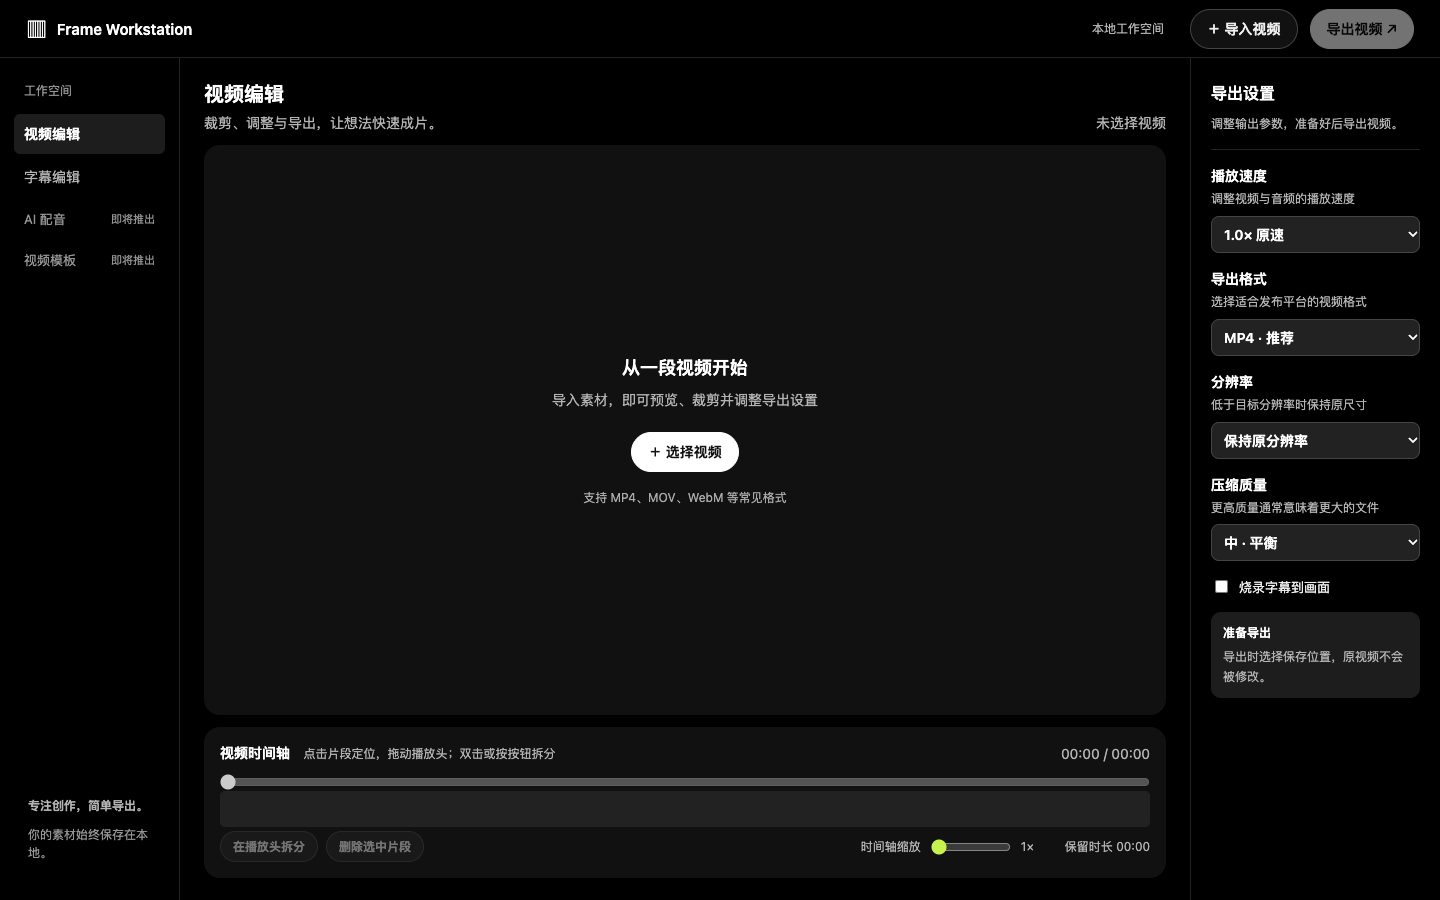 Frame Workstation
本地工作空间
+ 导入视频
导出视频 ↗
工作空间
视频编辑
字幕编辑
AI 配音 即将推出
视频模板 即将推出
专注创作，简单导出。
你的素材始终保存在本
地。
视频编辑
裁剪、调整与导出，让想法快速成片。
未选择视频
从一段视频开始
导入素材，即可预览、裁剪并调整导出设置
+ 选择视频
支持 MP4、MOV、WebM 等常见格式
视频时间轴 点击片段定位，拖动播放头；双击或按按钮拆分 00:00 / 00:00
在播放头拆分 删除选中片段 时间轴缩放 1× 保留时长 00:00
导出设置
调整输出参数，准备好后导出视频。
播放速度
调整视频与音频的播放速度
1.0× 原速
导出格式
选择适合发布平台的视频格式
MP4 · 推荐
分辨率
低于目标分辨率时保持原尺寸
保持原分辨率
压缩质量
更高质量通常意味着更大的文件
中 · 平衡
烧录字幕到画面
准备导出
导出时选择保存位置，原视频不会
被修改。